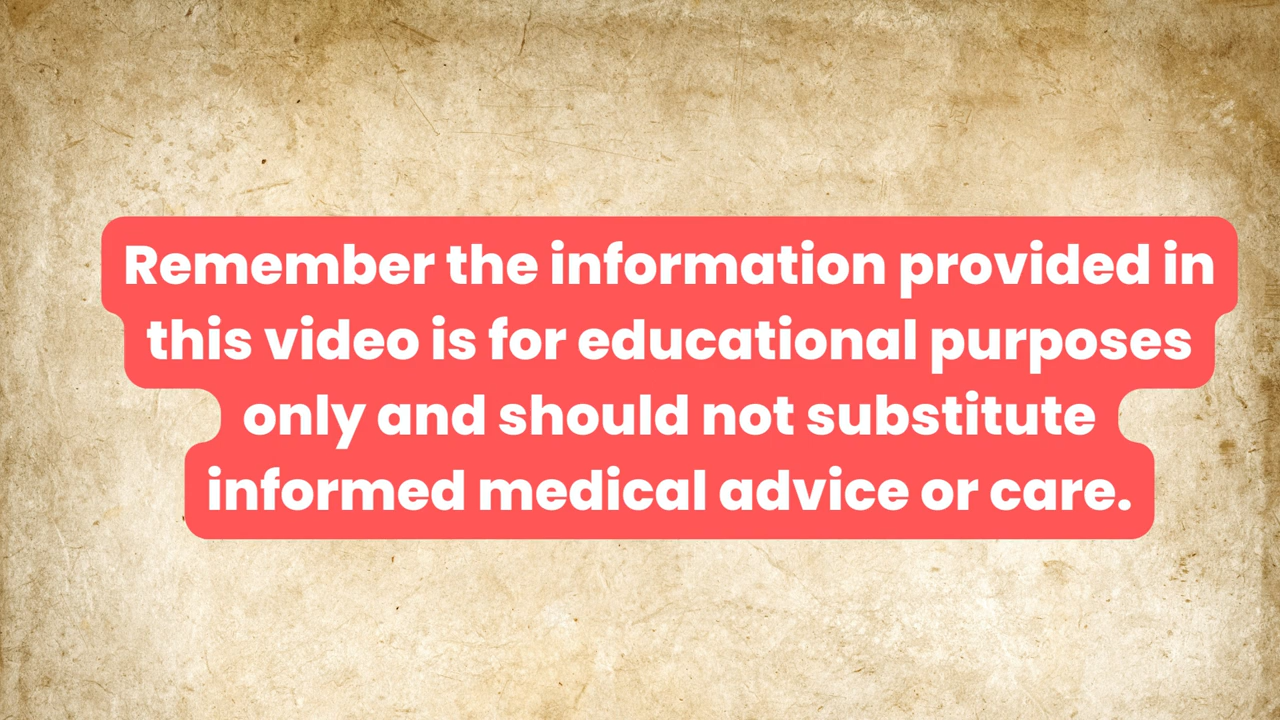 Remember the information provided in
this video is for educational purposes
only and should not substitute
informed medical advice or care.